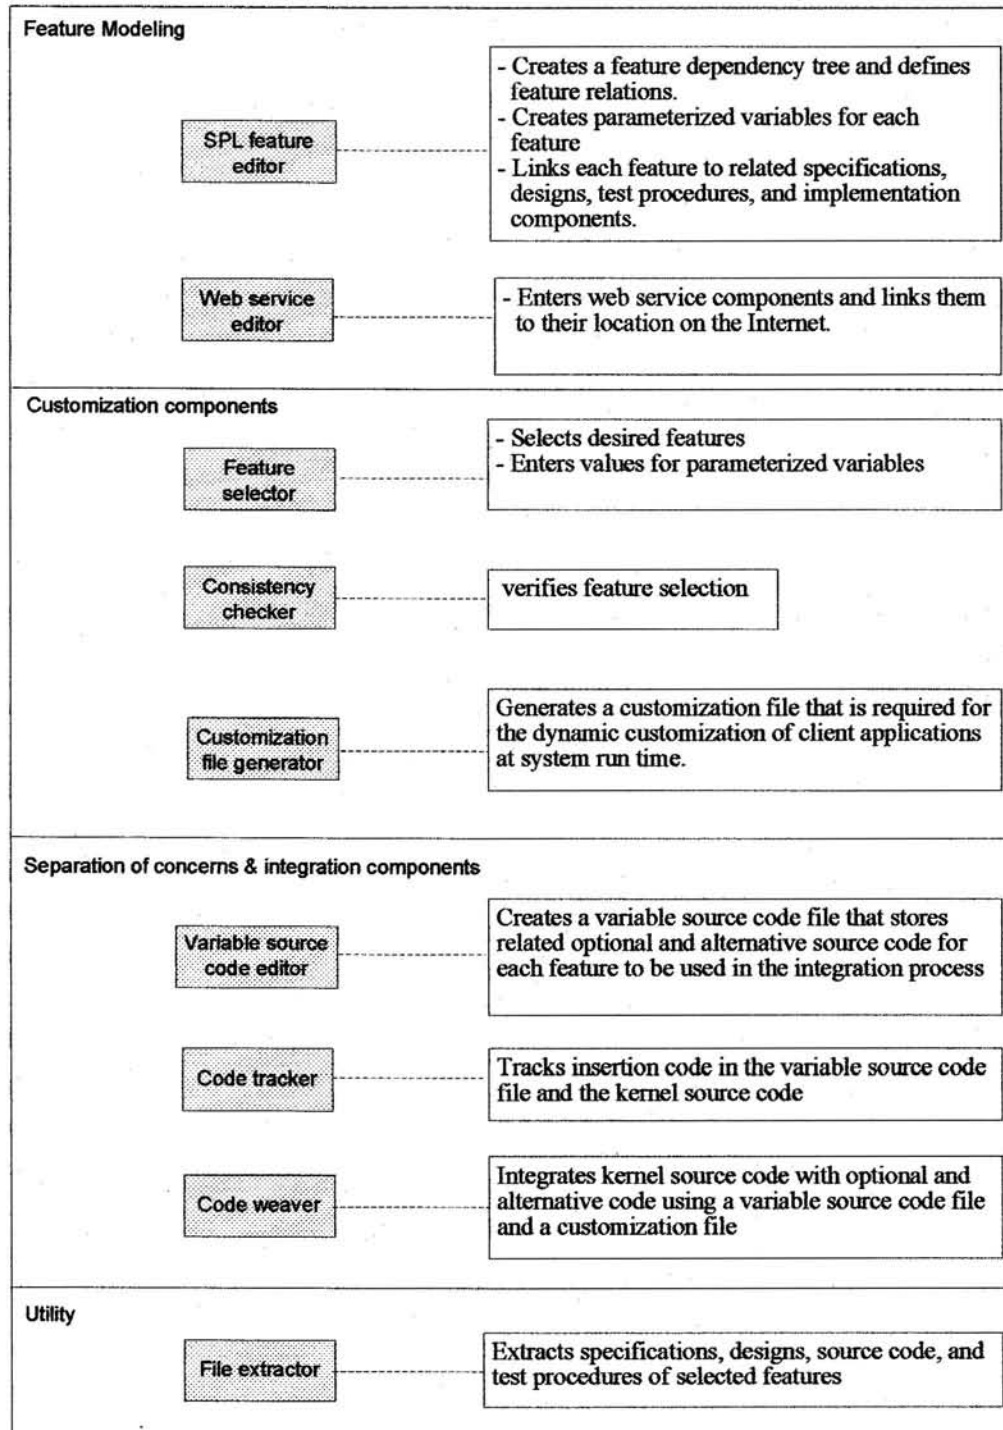 Feature Modeling
SPL feature
editor
- Creates a feature dependency tree and defines
feature relations.
- Creates parameterized variables for each
feature
- Links each feature to related specifications,
designs, test procedures, and implementation
components.
Web service
editor
- Enters web service components and links them
to their location on the Internet.
Customization components
Feature
selector
- Selects desired features
- Enters values for parameterized variables
Consistency
checker
verifies feature selection
Customization
file generator
Generates a customization file that is required for
the dynamic customization of client applications
at system run time.
Separation of concerns & integration components
Variable source
code editor
Creates a variable source code file that stores
related optional and alternative source code for
each feature to be used in the integration process
Code tracker
Tracks insertion code in the variable source code
file and the kernel source code
Code weaver
Integrates kernel source code with optional and
alternative code using a variable source code file
and a customization file
Utility
File extractor
Extracts specifications, designs, source code, and
test procedures of selected features